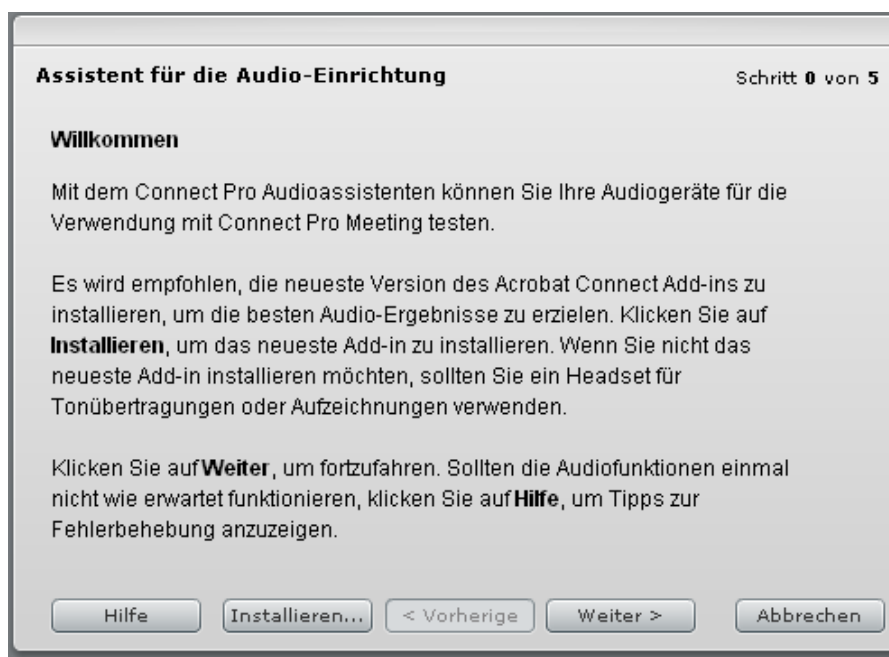 Assistent für die Audio-Einrichtung
Schritt 0 von 5
Willkommen
Mit dem Connect Pro Audioassistenten können Sie Ihre Audiogeräte für die
Verwendung mit Connect Pro Meeting testen.
Es wird empfohlen, die neueste Version des Acrobat Connect Add-ins zu
installieren, um die besten Audio-Ergebnisse zu erzielen. Klicken Sie auf
Installieren, um das neueste Add-in zu installieren. Wenn Sie nicht das
neueste Add-in installieren möchten, sollten Sie ein Headset für
Tonübertragungen oder Aufzeichnungen verwenden.
Klicken Sie auf Weiter, um fortzufahren. Sollten die Audiofunktionen einmal
nicht wie erwartet funktionieren, klicken Sie auf Hilfe, um Tipps zur
Fehlerbehebung anzuzeigen.
Hilfe Installieren... < Vorherige Weiter > Abbrechen